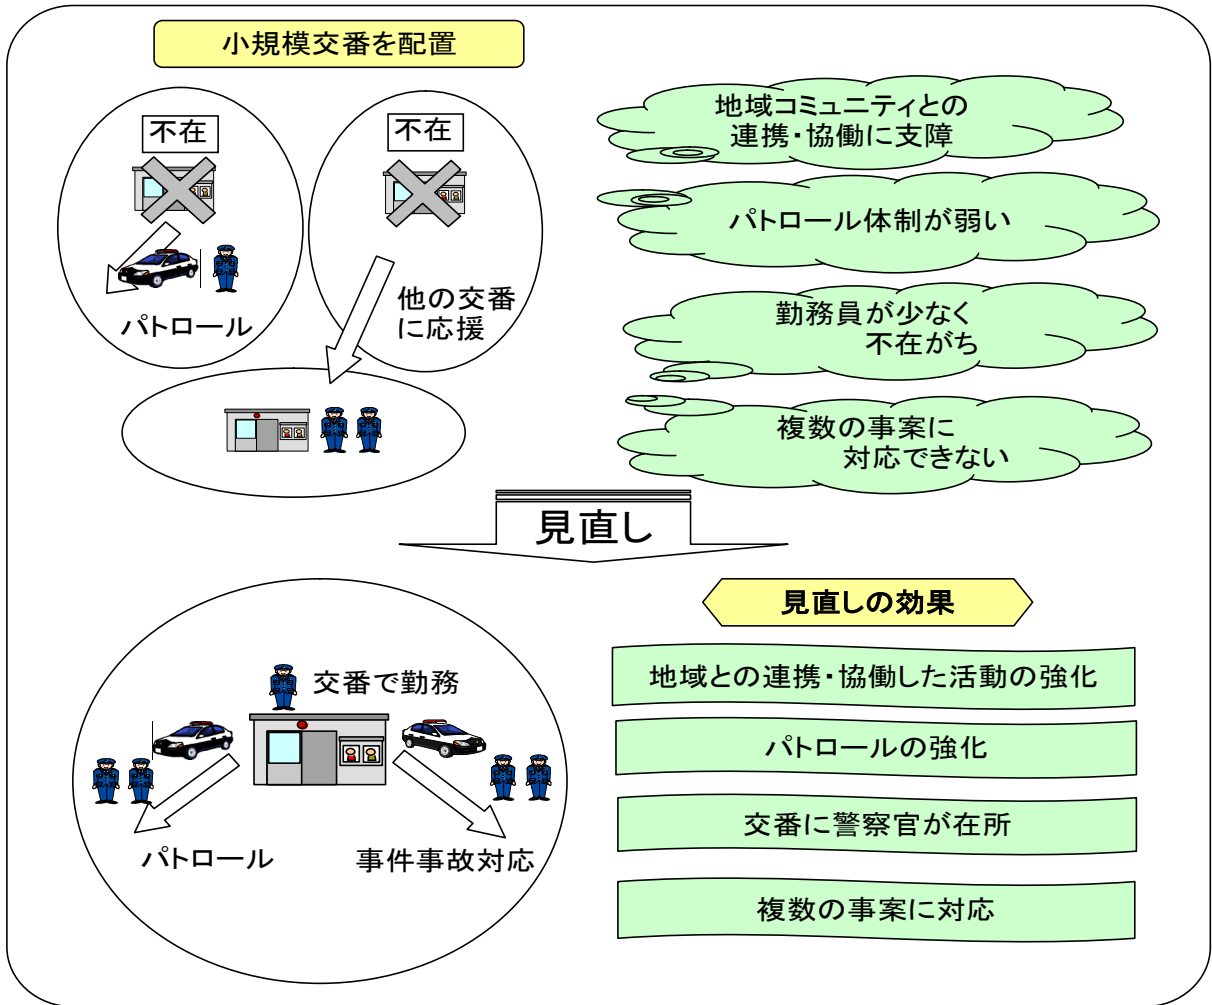 小規模交番を配置
不在
不在
パトロール
他の交番
に応援
地域コミュニティとの
連携・協働に支障
パトロール体制が弱い
勤務員が少なく
不在がち
複数の事案に
対応できない
見直し
交番で勤務
パトロール
事件事故対応
見直しの効果
地域との連携・協働した活動の強化
パトロールの強化
交番に警察官が在所
複数の事案に対応